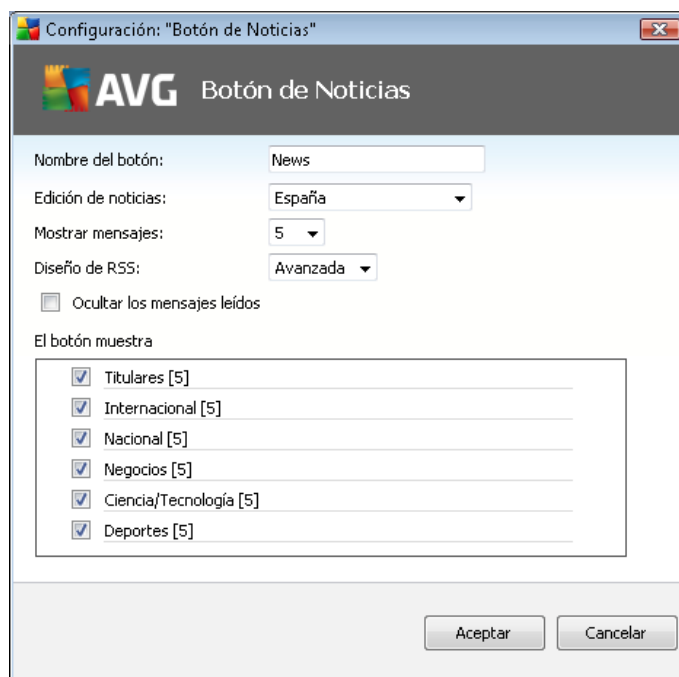 Configuración: "Botón de Noticias"
AVG Botón de Noticias
Nombre del botón: News
Edición de noticias: España
Mostrar mensajes: 5
Diseño de RSS: Avanzada
Ocultar los mensajes leídos
El botón muestra
Titulares [5]
Internacional [5]
Nacional [5]
Negocios [5]
Ciencia/Tecnología [5]
Deportes [5]
Aceptar Cancelar